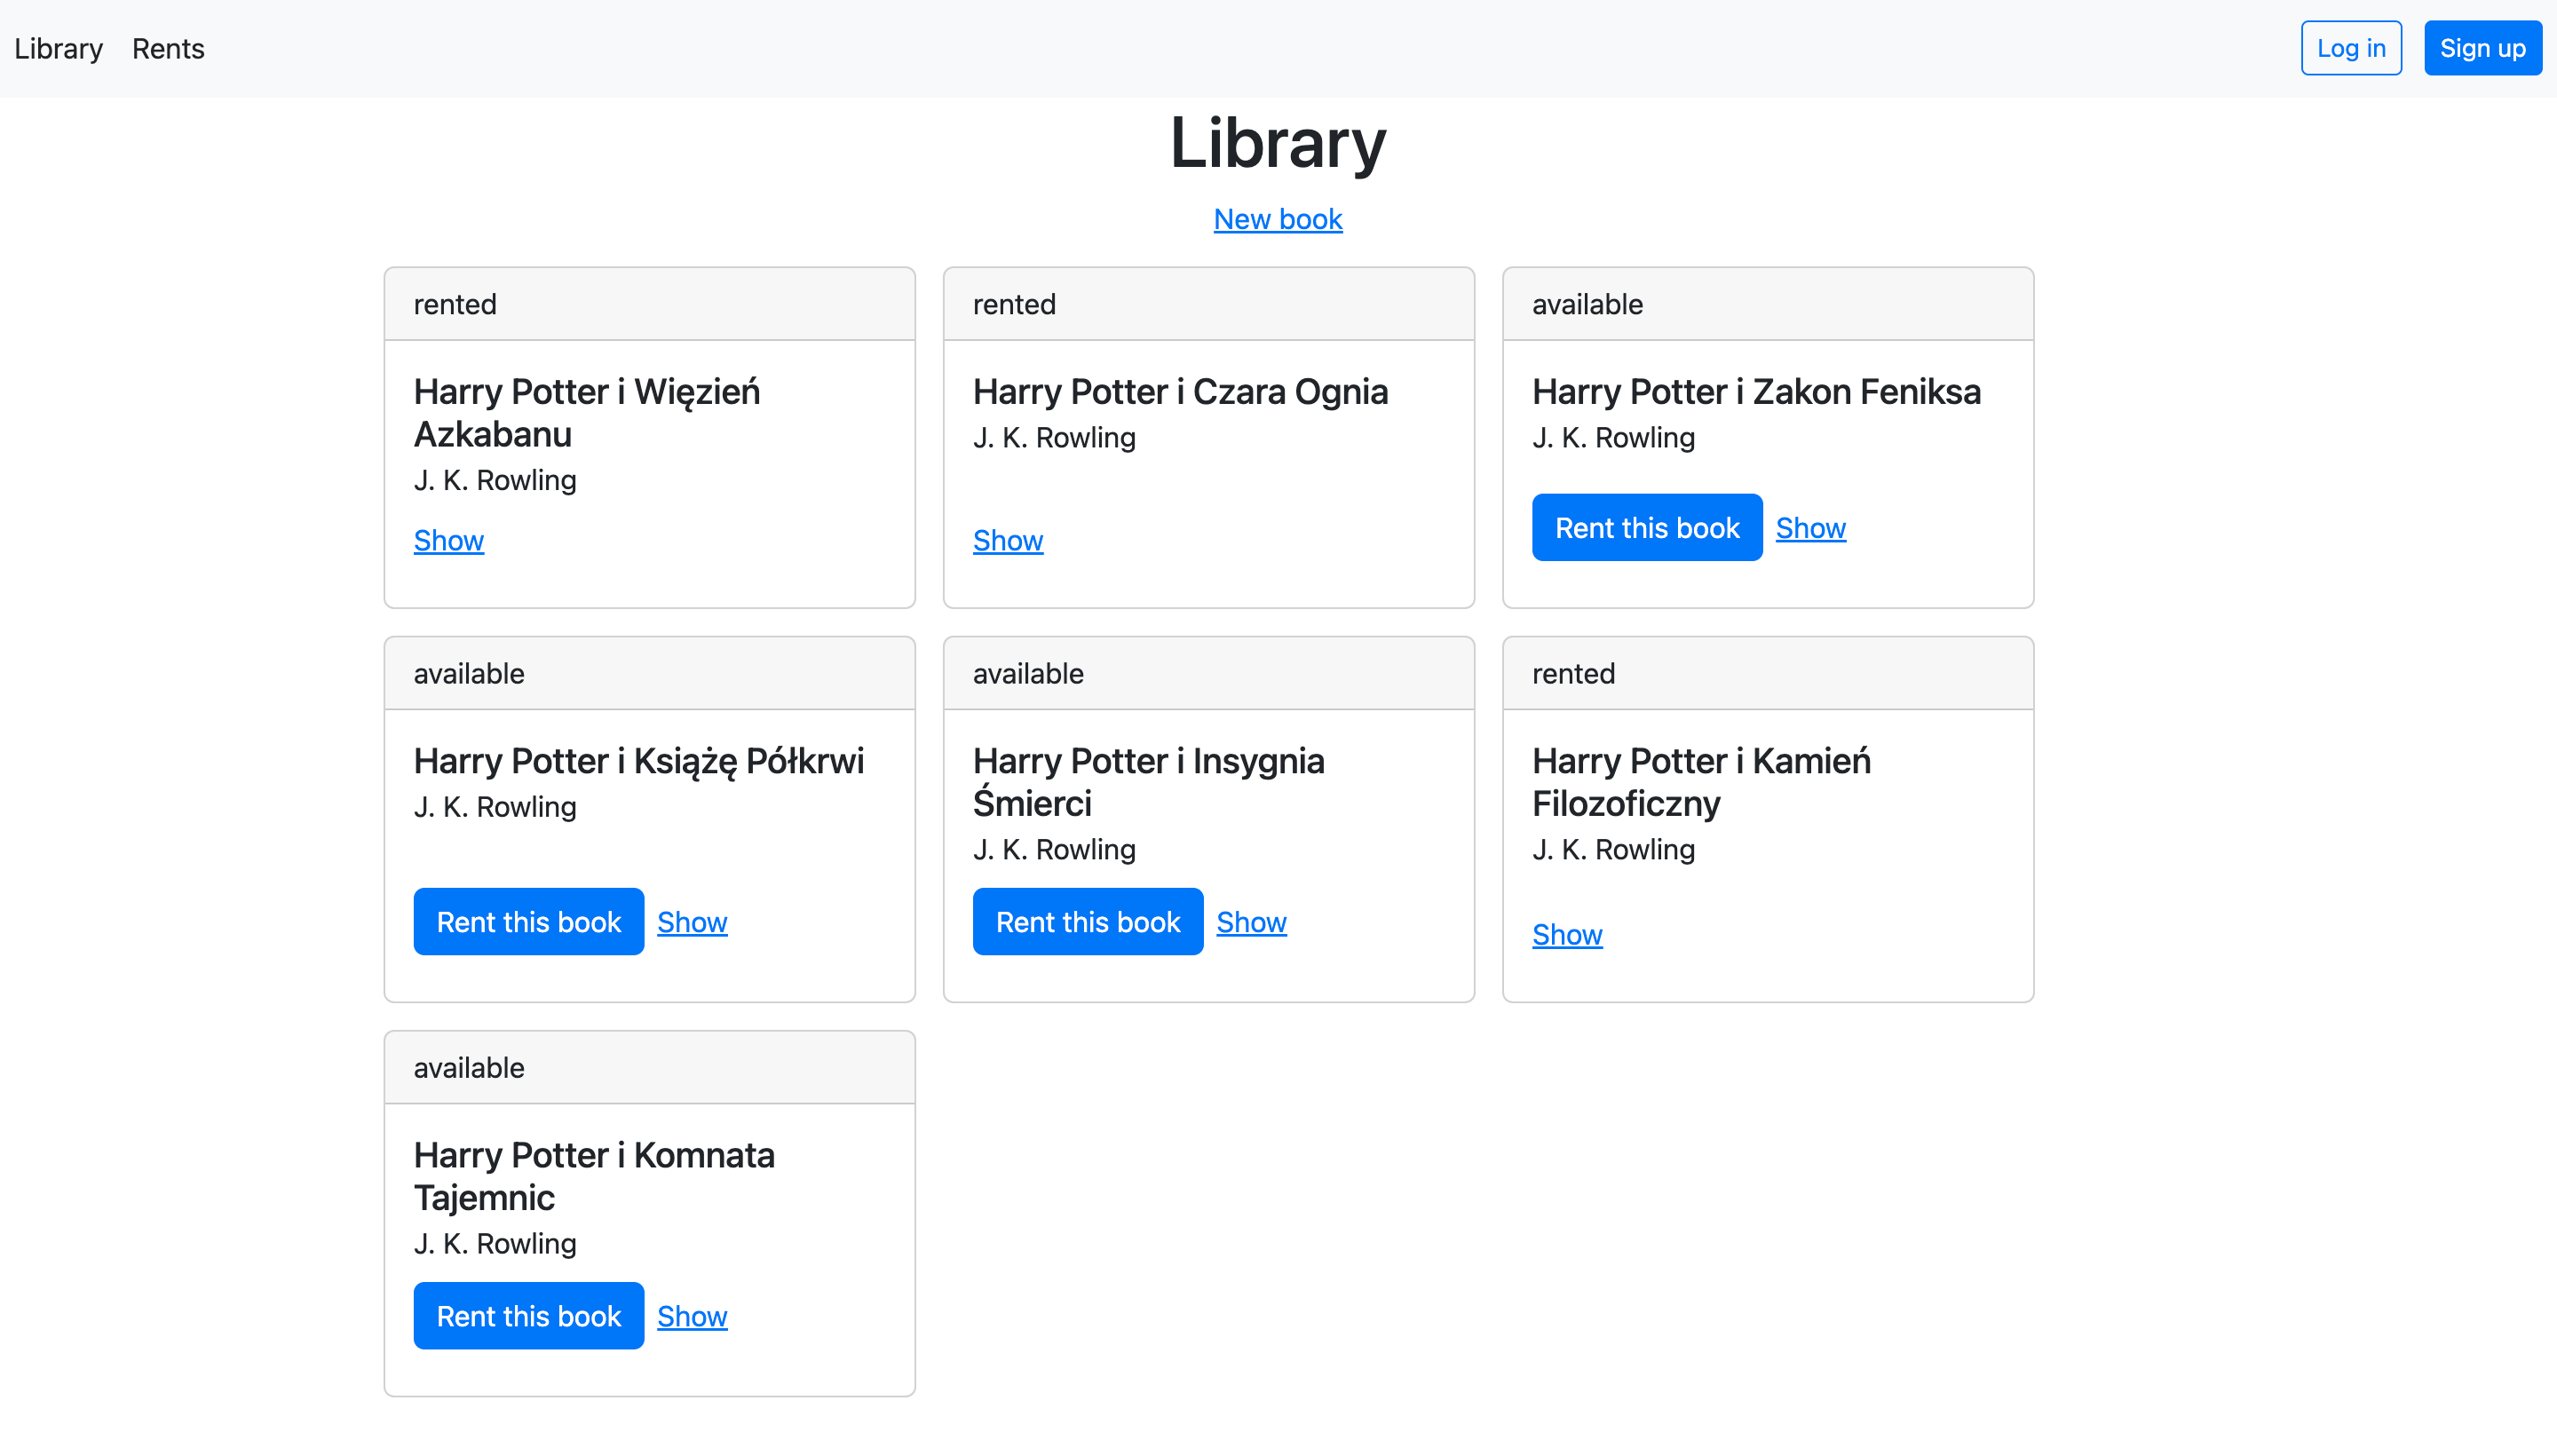 Library Rents Log in Sign up
Library
New book
rented
Harry Potter i Więzień
Azkabanu
J. K. Rowling
Show
rented
Harry Potter i Czara Ognia
J. K. Rowling
Show
available
Harry Potter i Zakon Feniksa
J. K. Rowling
Rent this book Show
available
Harry Potter i Książę Półkrwi
J. K. Rowling
Rent this book Show
available
Harry Potter i Insygnia
Śmierci
J. K. Rowling
Rent this book Show
rented
Harry Potter i Kamień
Filozoficzny
J. K. Rowling
Show
available
Harry Potter i Komnata
Tajemnic
J. K. Rowling
Rent this book Show